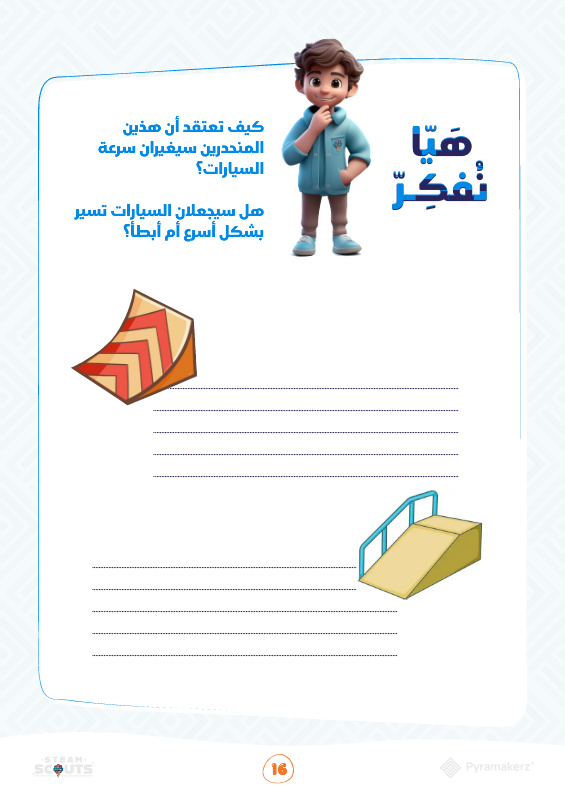 هَيّا
نُفكِـرّ
كيف تعتقد أن هذين
المنحدرين سيغيران سرعة
السيارات؟
هل سيجعلان السيارات تسير
بشكل أسرع أم أبطأ؟
STEAM
SCOUTS
16
Pyramakerz